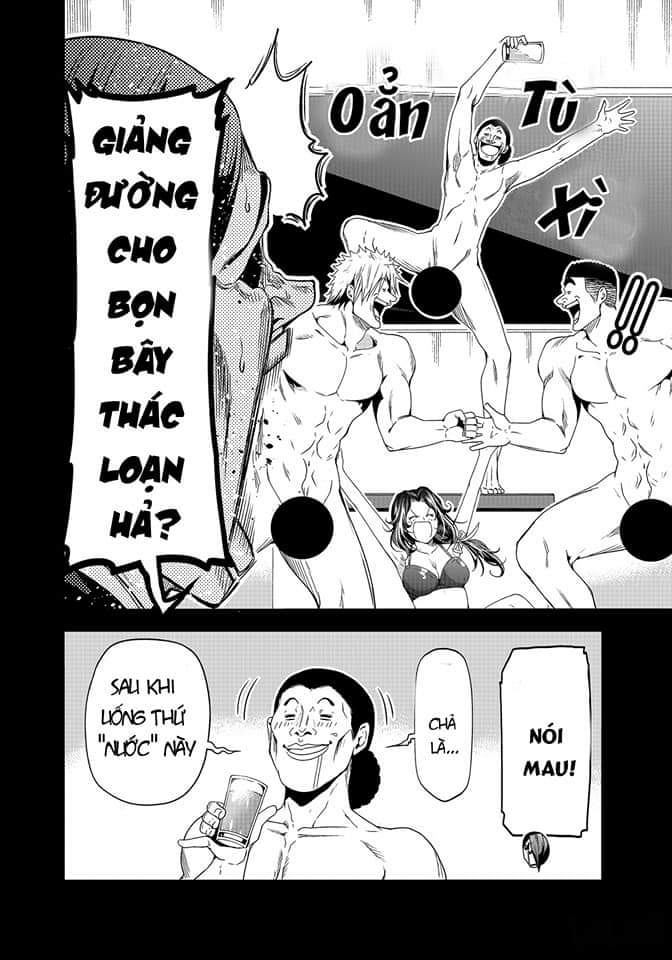 OẲN
TÙ
XÌ
!!
GIẢNG
ĐƯỜNG
CHO
BỌN
BÂY
THÁC
LOẠN
HẢ?
NÓI
MAU!
CHẢ
LÀ...
SAU KHI
UỐNG THỨ
"NƯỚC" NÀY